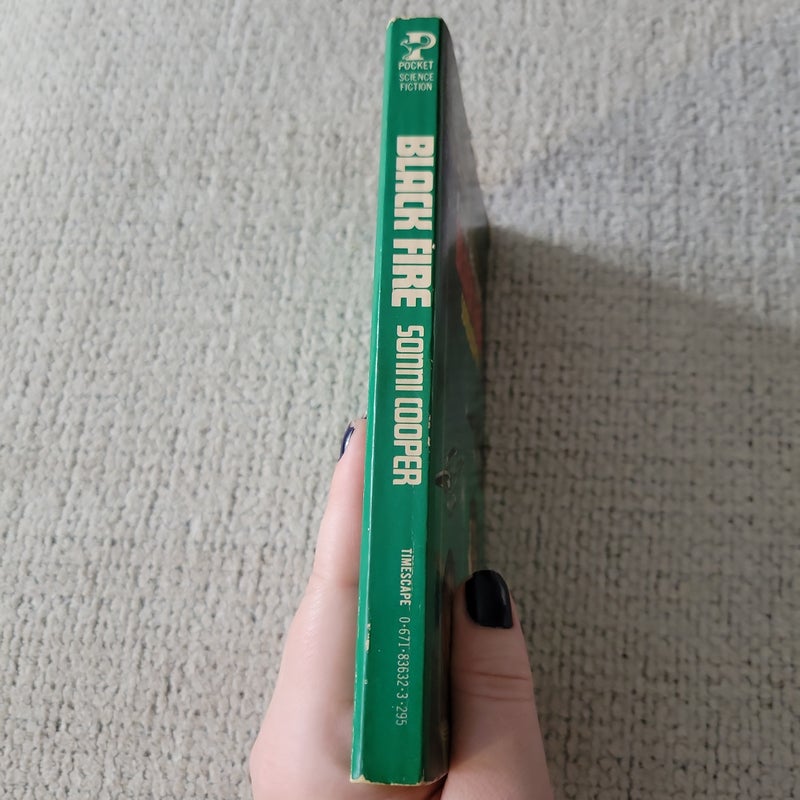 P
POCKET
SCIENCE
FICTION
BLACK FIRE SONNI COOPER
TIMESCAPE 0·671·83632·3·295